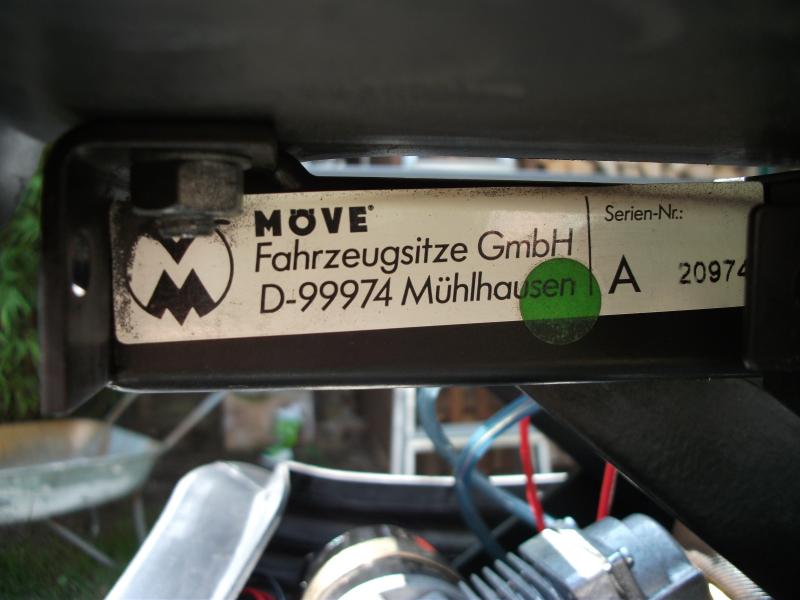 MÖVE®
Fahrzeugsitze GmbH
D-99974 Mühlhausen
Serien-Nr.:
A 20974